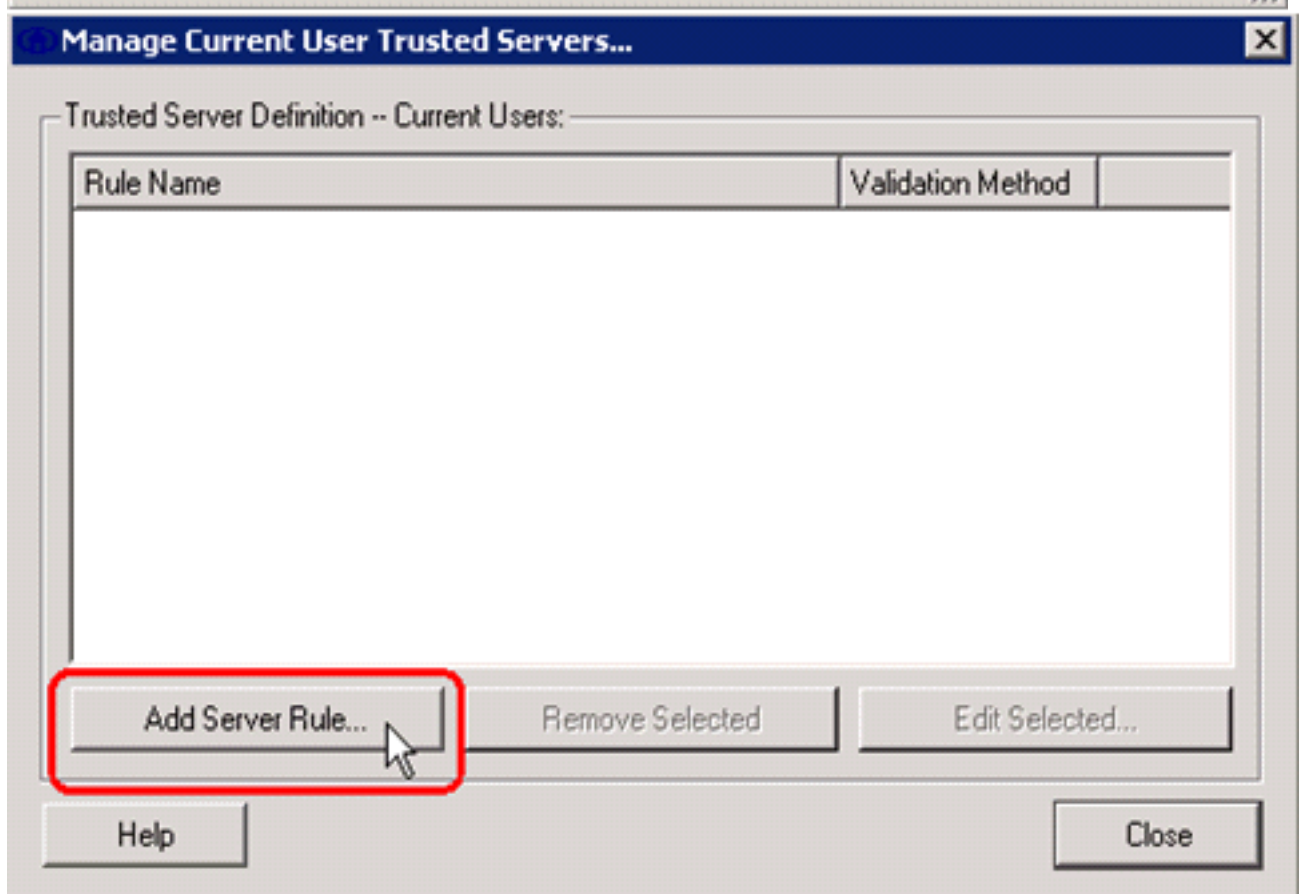 Manage Current User Trusted Servers...
Trusted Server Definition -- Current Users:
Rule Name Validation Method
Add Server Rule... Remove Selected Edit Selected...
Help Close